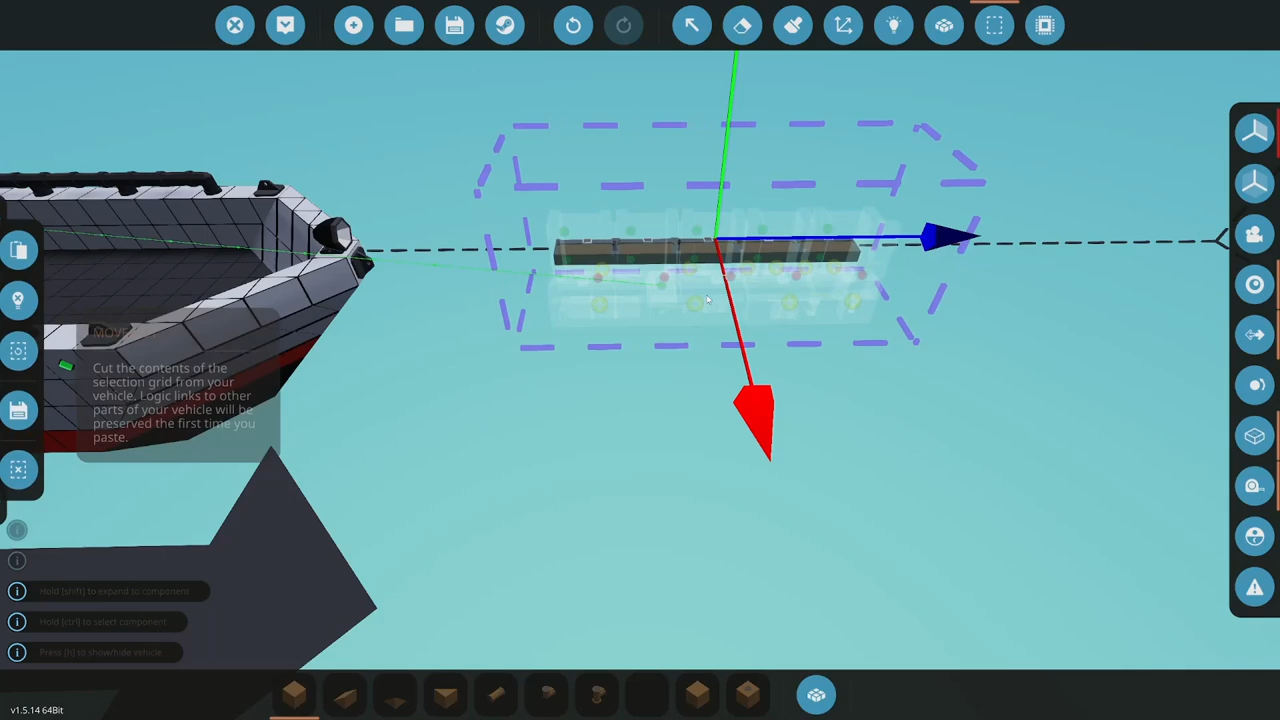 MOVE
Cut the contents of the
selection grid from your
vehicle. Logic links to other
parts of your vehicle will be
preserved the first time you
paste.
Hold [shift] to expand to component
Hold [ctrl] to select component
Press [h] to show/hide vehicle
v1.5.14 64Bit